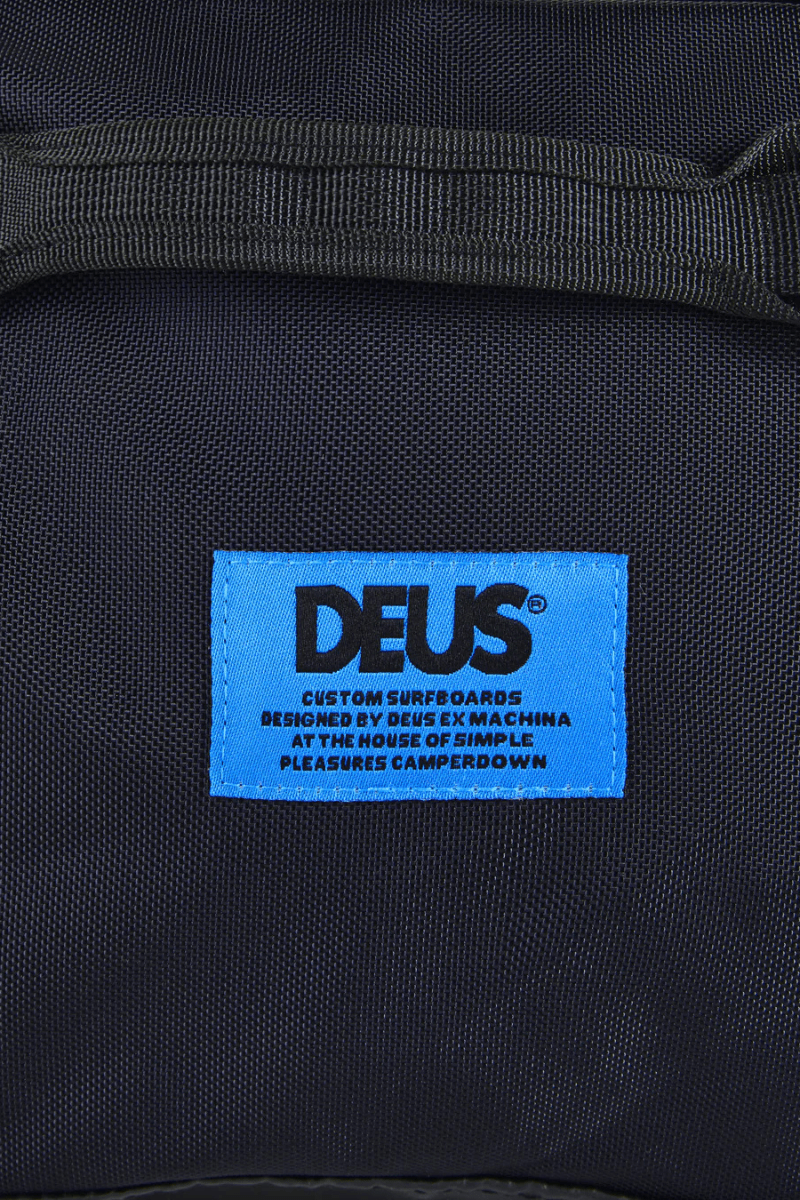 DEUS®
CUSTOM SURFBOARDS
DESIGNED BY DEUS EX MACHINA
AT THE HOUSE OF SIMPLE
PLEASURES CAMPERDOWN